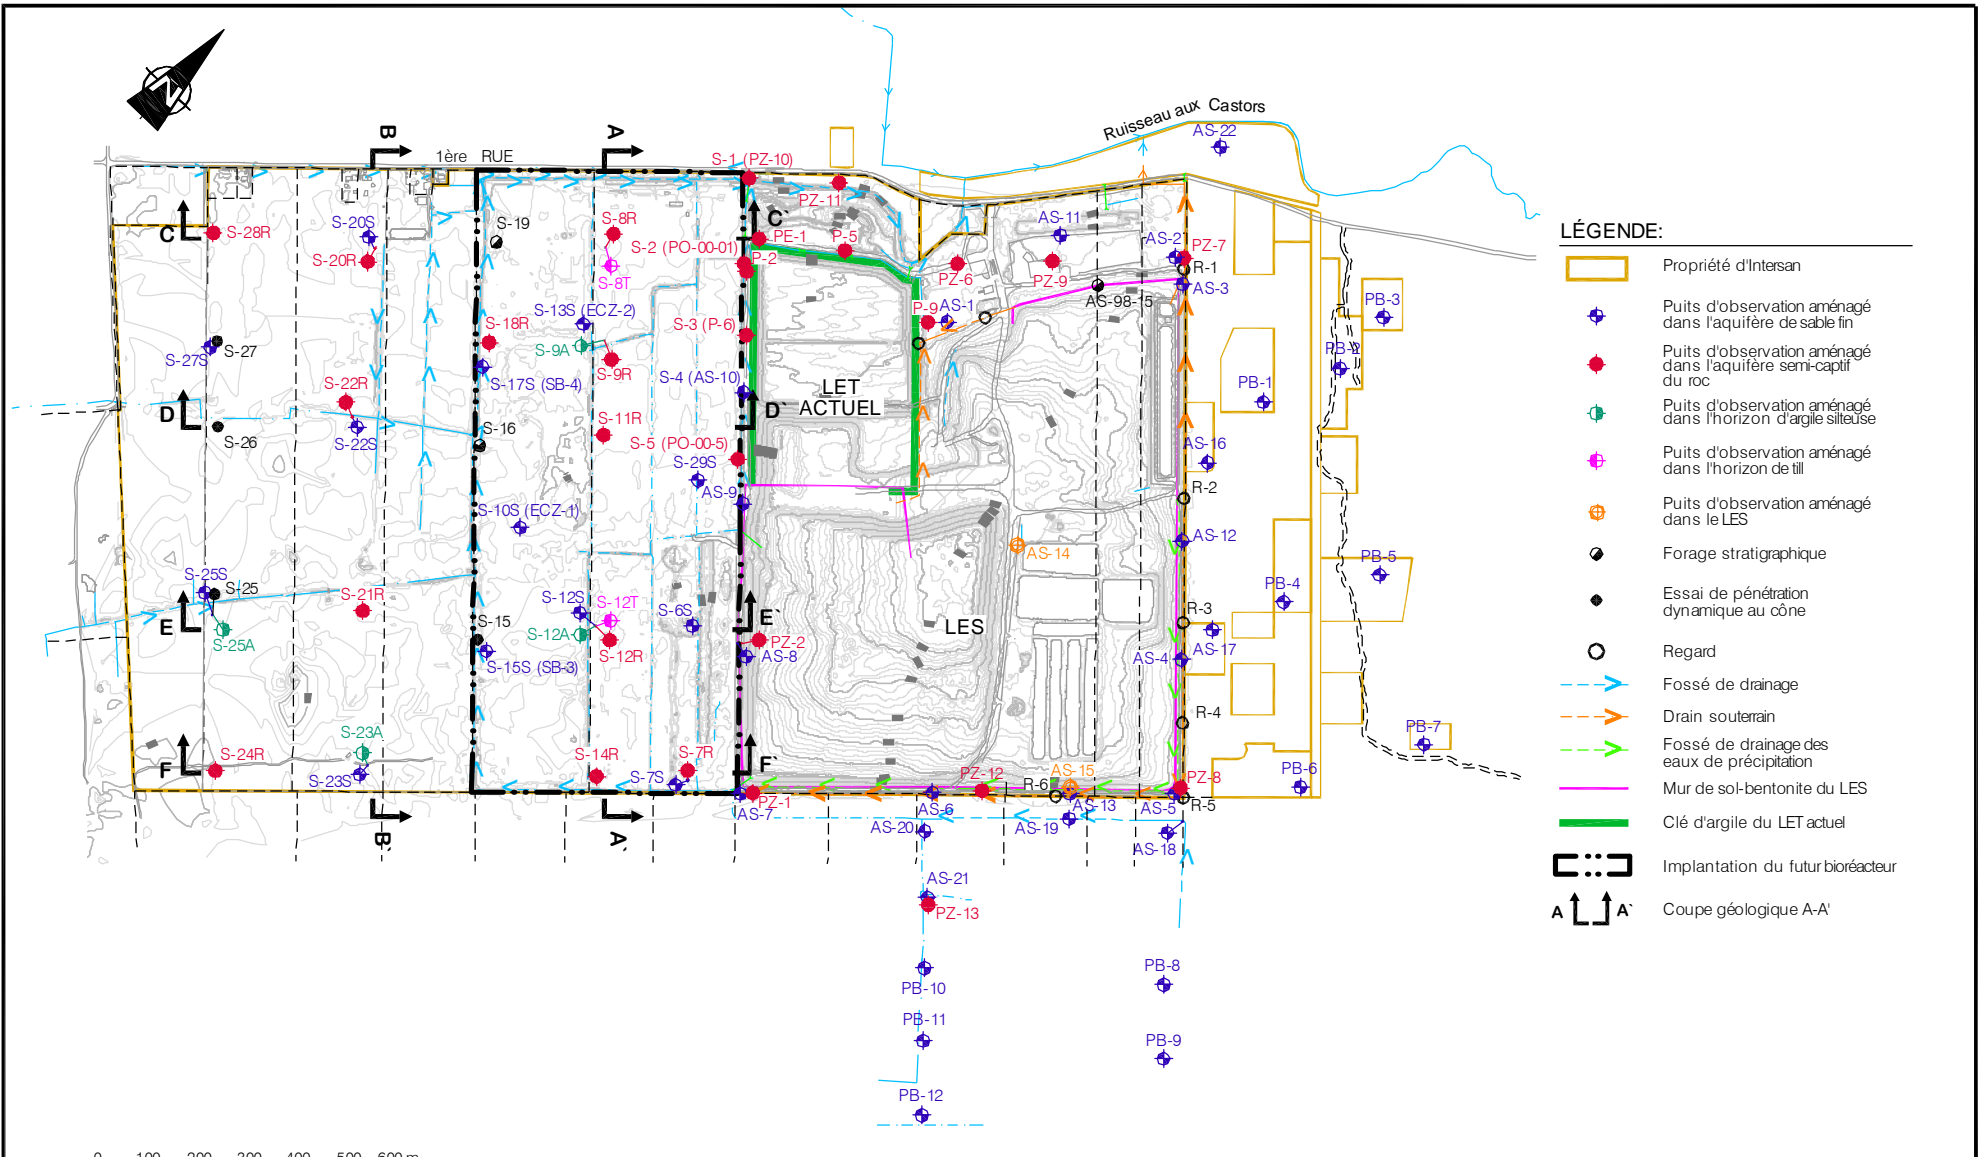 N
Ruisseau aux Castors
AS-22
B
A
1ère RUE
S-1 (PZ-10)
PZ-11
C
S-28R
S-20S
S-20R
S-19
S-8R
S-8T
S-2 (PO-00-01)
C`
PE-1
P-2
P-5
PZ-6
AS-11
PZ-9
AS-2
PZ-7
R-1
AS-3
AS-98-15
S-27
S-27S
S-18R
S-17S (SB-4)
S-13S (ECZ-2)
S-9A
S-9R
S-3 (P-6)
P-9
AS-1
PB-3
PB-2
PB-1
S-22R
S-22S
D
S-26
S-16
S-11R
S-4 (AS-10)
D`
LET
ACTUEL
S-5 (PO-00-5)
S-29S
AS-9
S-10S (ECZ-1)
AS-16
R-2
AS-12
AS-14
PB-5
PB-4
S-25S
S-25
E
S-25A
S-21R
S-15
S-15S (SB-3)
S-12S
S-12T
S-12A
S-12R
S-6S
E`
PZ-2
AS-8
LES
R-3
AS-17
AS-4
R-4
PB-7
PB-6
F
S-24R
S-23A
S-23S
S-14R
S-7R
S-7S
F`
AS-7
PZ-1
PZ-12
AS-6
R-6
AS-15
AS-13
PZ-8
AS-5
R-5
B`
A`
AS-20
AS-19
AS-18
AS-21
PZ-13
PB-10
PB-8
PB-11
PB-9
PB-12
0 100 200 300 400 500 600 m
LÉGENDE:
Propriété d'Intersan
Puits d'observation aménagé
dans l'aquifère de sable fin
Puits d'observation aménagé
dans l'aquifère semi-captif
du roc
Puits d'observation aménagé
dans l'horizon d'argile silteuse
Puits d'observation aménagé
dans l'horizon de till
Puits d'observation aménagé
dans le LES
Forage stratigraphique
Essai de pénétration
dynamique au cône
Regard
Fossé de drainage
Drain souterrain
Fossé de drainage des
eaux de précipitation
Mur de sol-bentonite du LES
Clé d'argile du LET actuel
Implantation du futur bioréacteur
A A` Coupe géologique A-A'